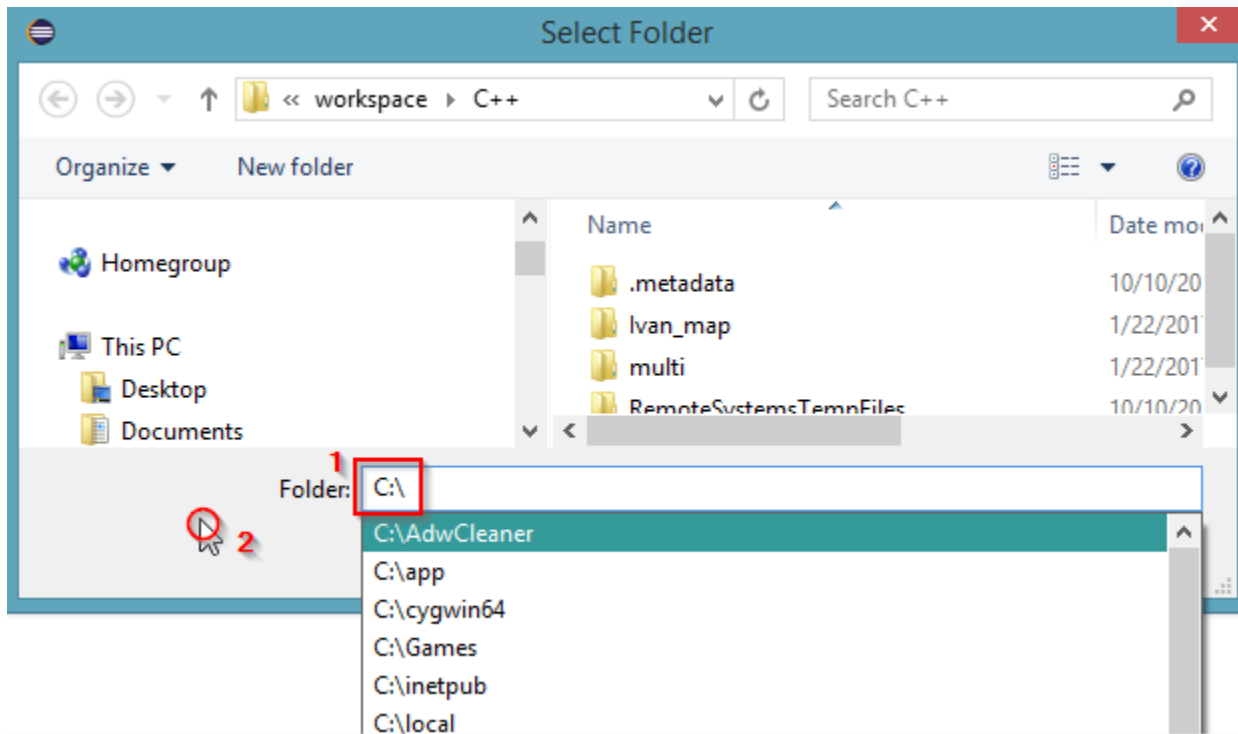 Select Folder
« workspace C++
Search C++
Organize
New folder
Name
Date mo
Homegroup
.metadata
10/10/20
Ivan_map
1/22/201
This PC
multi
1/22/201
Desktop
RemoteSystemsTempFiles
10/10/20
Documents
1
Folder: C:\
2
C:\AdwCleaner
C:\app
C:\cygwin64
C:\Games
C:\inetpub
C:\local